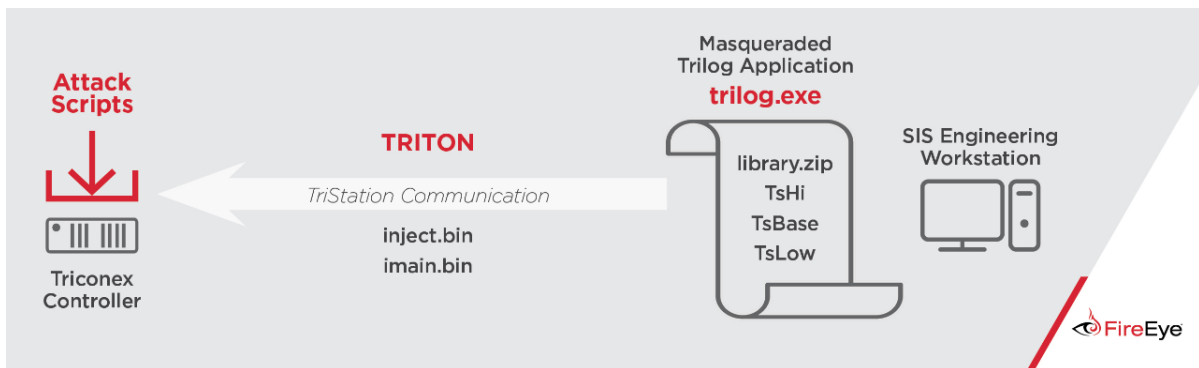 Attack
Scripts
Triconex
Controller
TRITON
TriStation Communication
inject.bin
imain.bin
Masqueraded
Trilog Application
trilog.exe
library.zip
TsHi
TsBase
TsLow
SIS Engineering
Workstation
FireEye